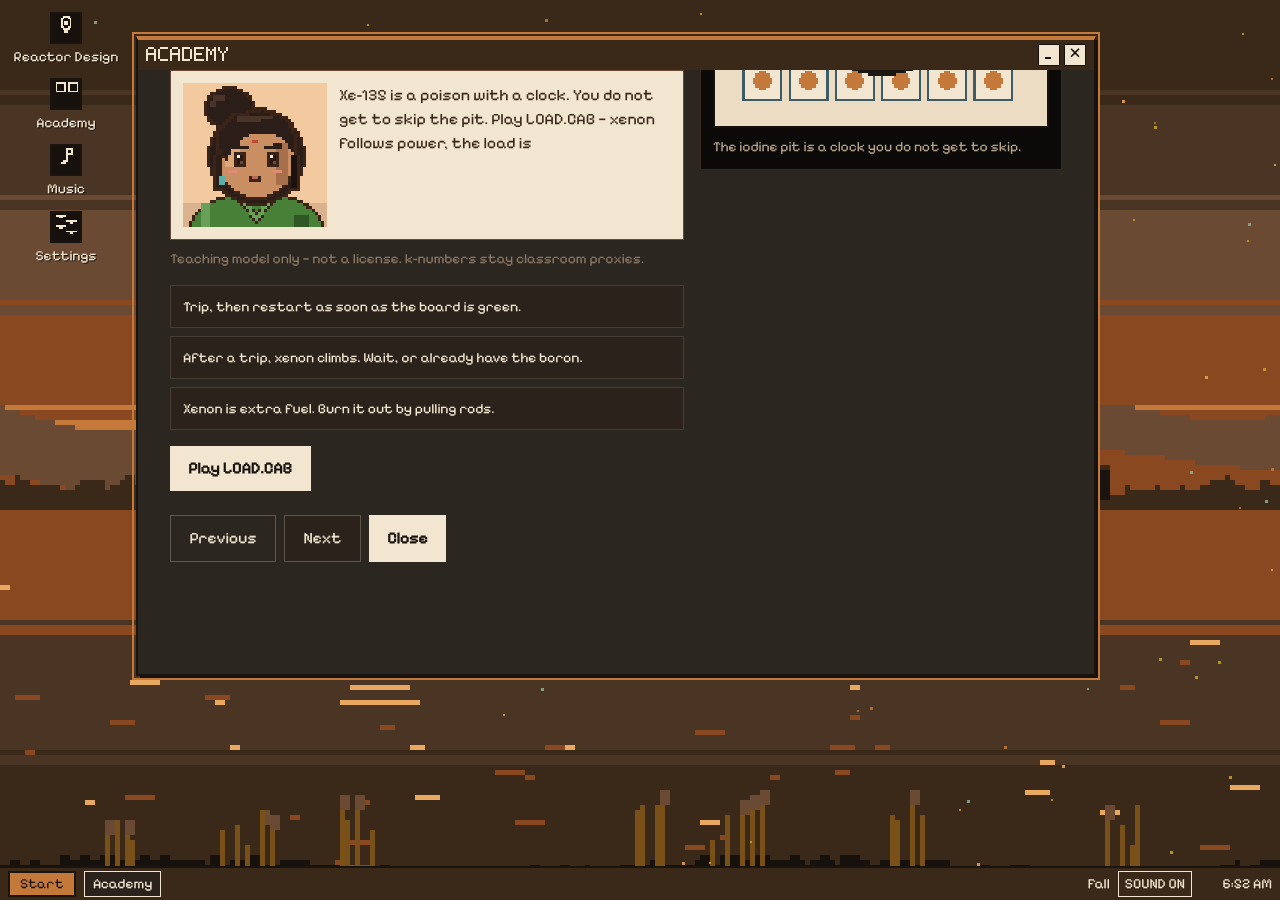 Reactor Design
Academy
Music
Settings
ACADEMY
Xe-135 is a poison with a clock. You do not
get to skip the pit. Play LOAD.CAB - xenon
follows power, the load is
The iodine pit is a clock you do not get to skip.
Teaching model only - not a license. k-numbers stay classroom proxies.
Trip, then restart as soon as the board is green.
After a trip, xenon climbs. Wait, or already have the boron.
Xenon is extra fuel. Burn it out by pulling rods.
Play LOAD.CAB
Previous
Next
Close
Start
Academy
Fall
SOUND ON